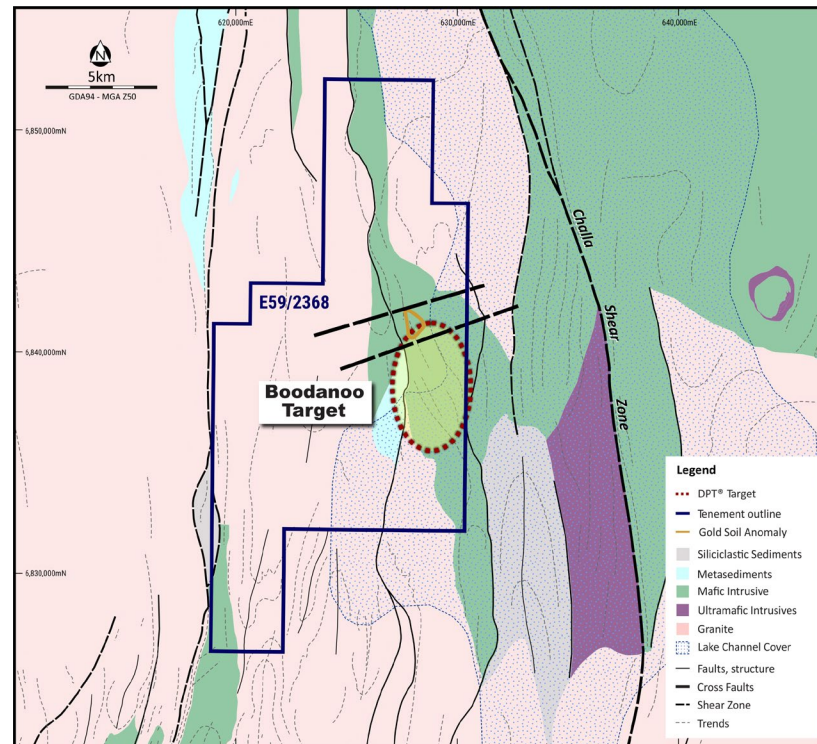 620,000mE
630,000mE
640,000mE
N
5km
GDA94 - MGA Z50
6,850,000mN
Challa
Shear
Zone
E59/2368
6,840,000mN
Boodanoo
Target
6,830,000mN
Legend
DPT® Target
Tenement outline
Gold Soil Anomaly
Siliciclastic Sediments
Metasediments
Mafic Intrusive
Ultramafic Intrusives
Granite
Lake Channel Cover
Faults, structure
Cross Faults
Shear Zone
Trends